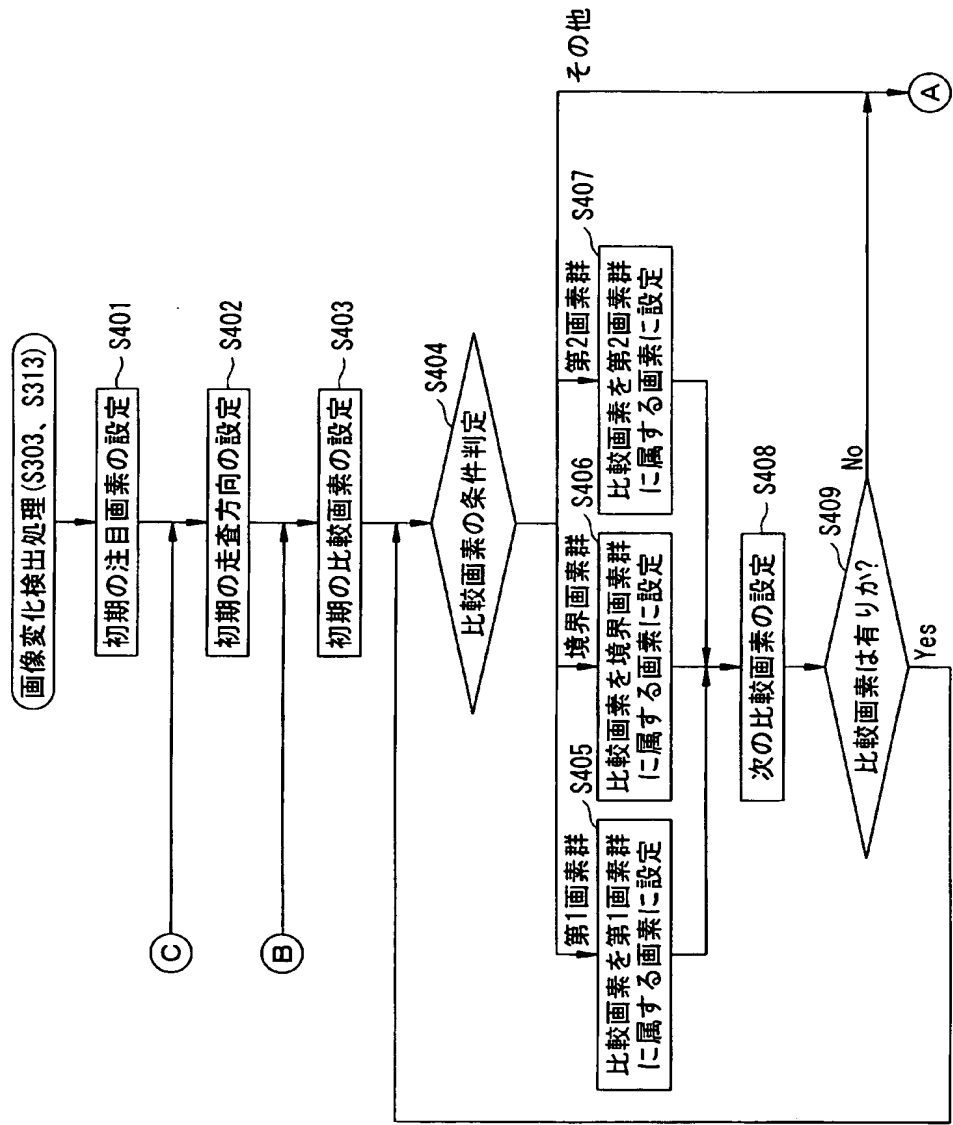 画像変化検出処理(S303、S313)
初期の注目画素の設定
S401
C
初期の走査方向の設定
S402
B
初期の比較画素の設定
S403
比較画素の条件判定
S404
第1画素群
境界画素群
第2画素群
その他
S405
比較画素を第1画素群
に属する画素に設定
S406
比較画素を境界画素群
に属する画素に設定
S407
比較画素を第2画素群
に属する画素に設定
次の比較画素の設定
S408
比較画素は有りか?
S409
No
Yes
A